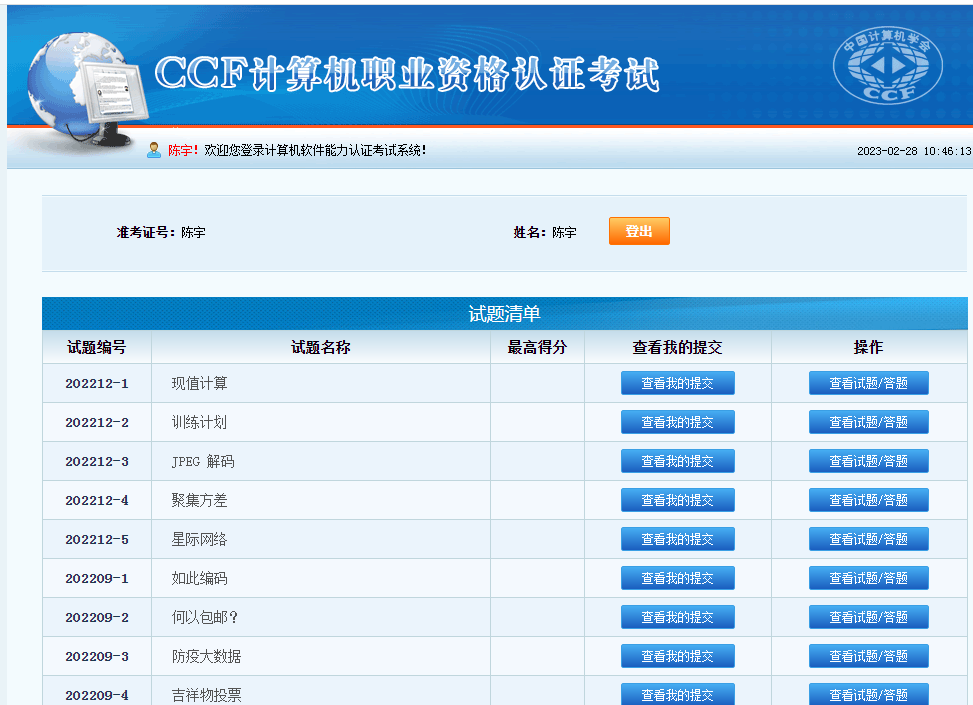 CCF计算机职业资格认证考试
中国计算机学会
CCF
陈宇！欢迎您登录计算机软件能力认证考试系统！ 2023-02-28 10:46:13
准考证号：陈宇 姓名：陈宇 登出
试题清单
试题编号 试题名称 最高得分 查看我的提交 操作
202212-1 现值计算 查看我的提交 查看试题/答题
202212-2 训练计划 查看我的提交 查看试题/答题
202212-3 JPEG 解码 查看我的提交 查看试题/答题
202212-4 聚集方差 查看我的提交 查看试题/答题
202212-5 星际网络 查看我的提交 查看试题/答题
202209-1 如此编码 查看我的提交 查看试题/答题
202209-2 何以包邮？ 查看我的提交 查看试题/答题
202209-3 防疫大数据 查看我的提交 查看试题/答题
202209-4 吉祥物投票 查看我的提交 查看试题/答题